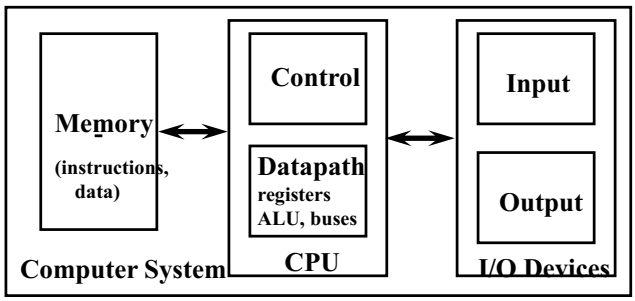 Memory
(instructions,
data)
Computer System
Control
Datapath
registers
ALU, buses
CPU
Input
Output
I/O Devices